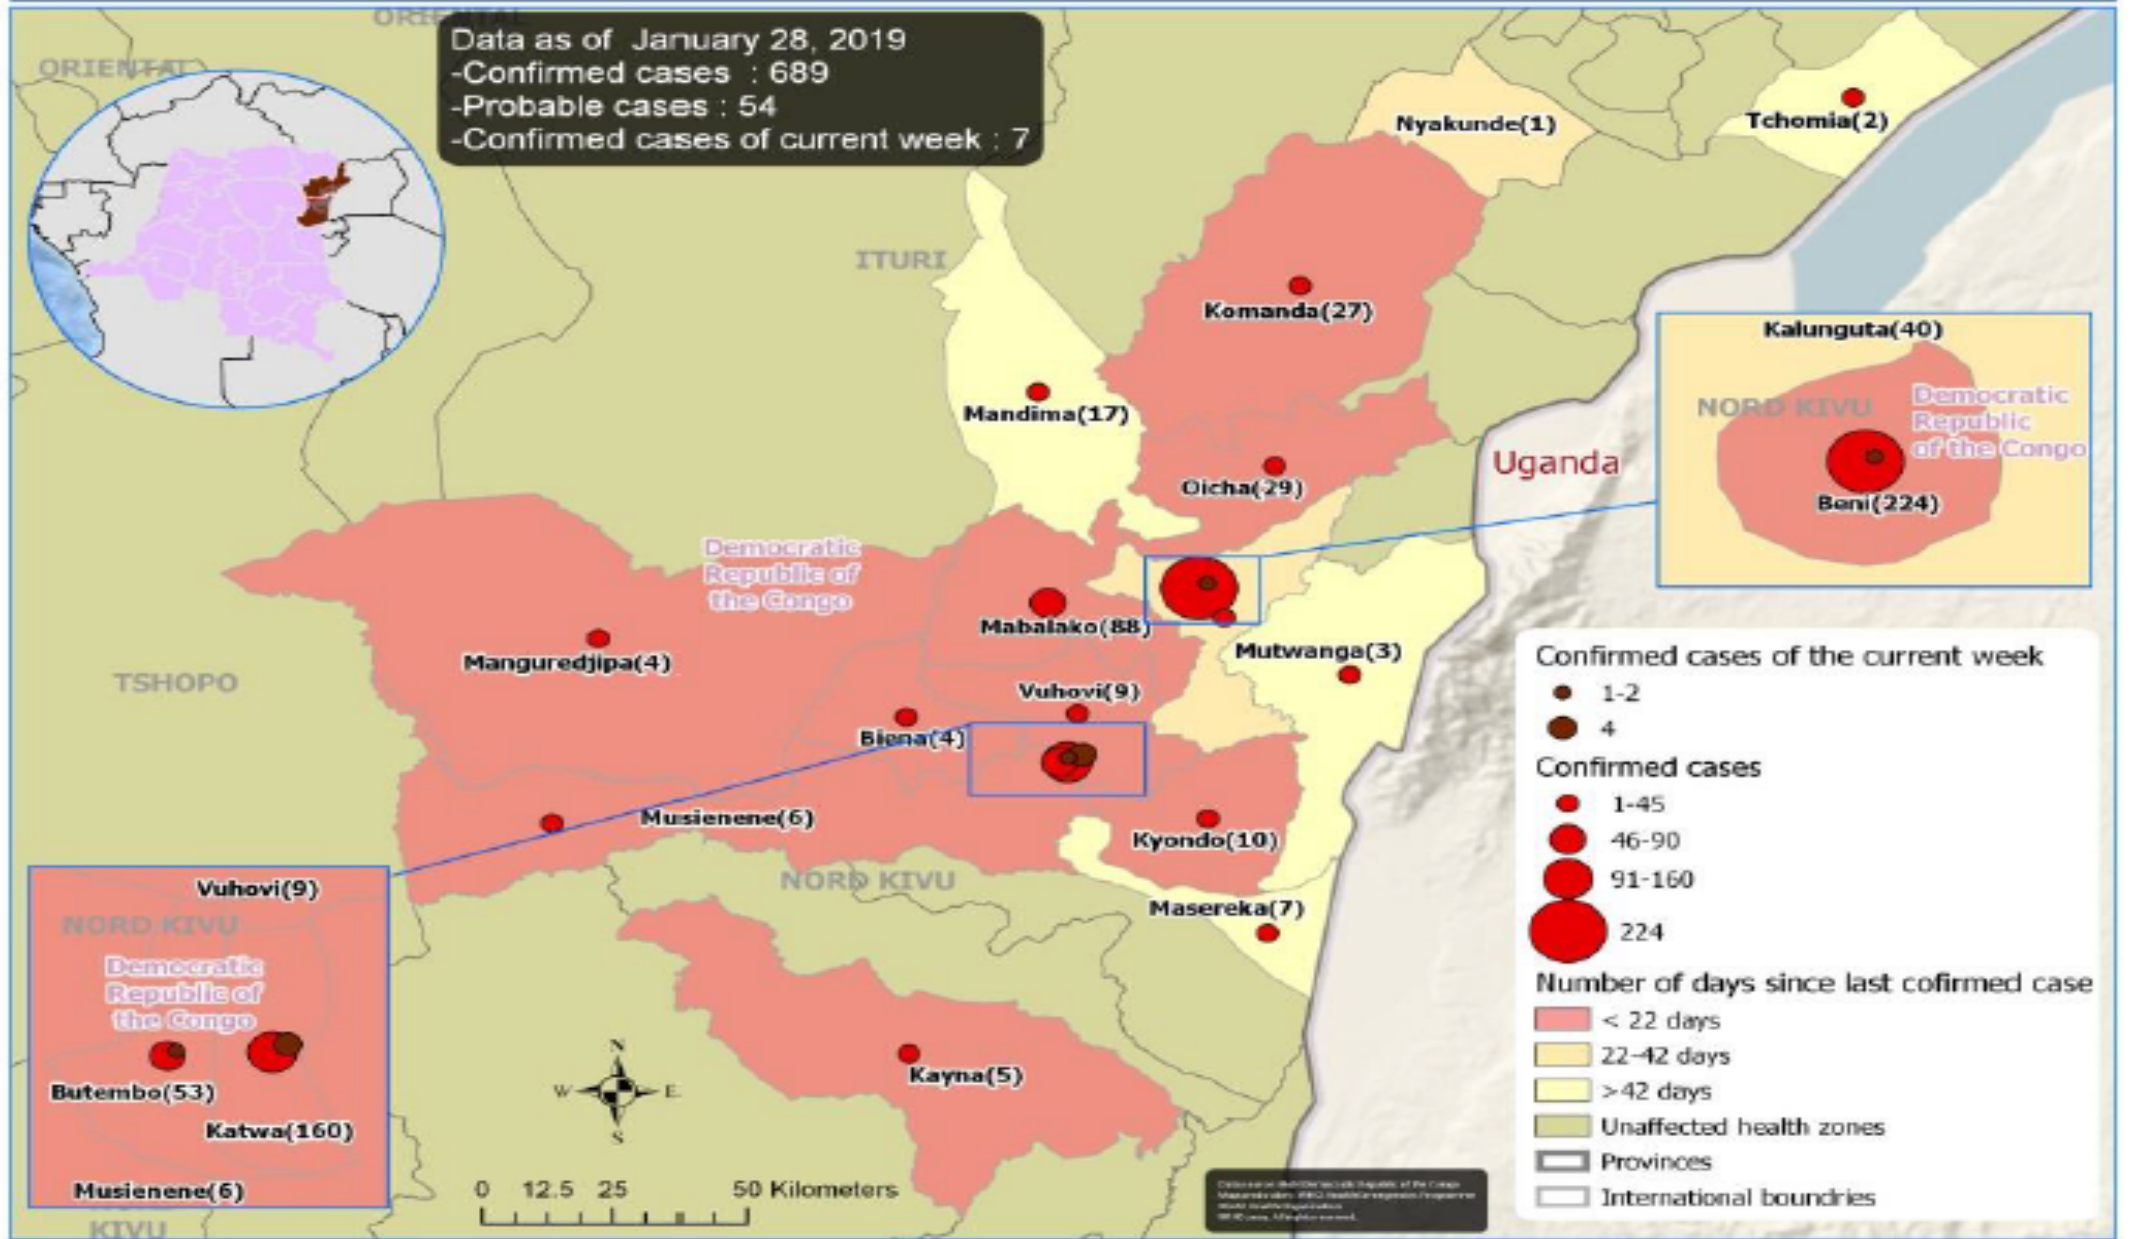 ORIENTAL
ORIENTAL
Data as of January 28, 2019
-Confirmed cases : 689
-Probable cases : 54
-Confirmed cases of current week : 7
Nyakunde(1)
Tchomia(2)
ITURI
Komanda(27)
Mandima(17)
Oicha(29)
Uganda
Kalunguta(40)
NORD KIVU
Democratic
Republic
of the Congo
Beni(224)
Democratic
Republic of
the Congo
Mabalako(88)
Manguredjipa(4)
Mutwanga(3)
TSHOPO
Vuhovi(9)
Biena(4)
Musienene(6)
Kyondo(10)
NORD KIVU
Masereka(7)
Kayna(5)
Vuhovi(9)
NORD KIVU
Democratic
Republic of
the Congo
Butembo(53)
Katwa(160)
Musienene(6)
KIVU
N
W E
S
0 12.5 25 50 Kilometers
Confirmed cases of the current week
1-2
4
Confirmed cases
1-45
46-90
91-160
224
Number of days since last cofirmed case
< 22 days
22-42 days
>42 days
Unaffected health zones
Provinces
International boundries